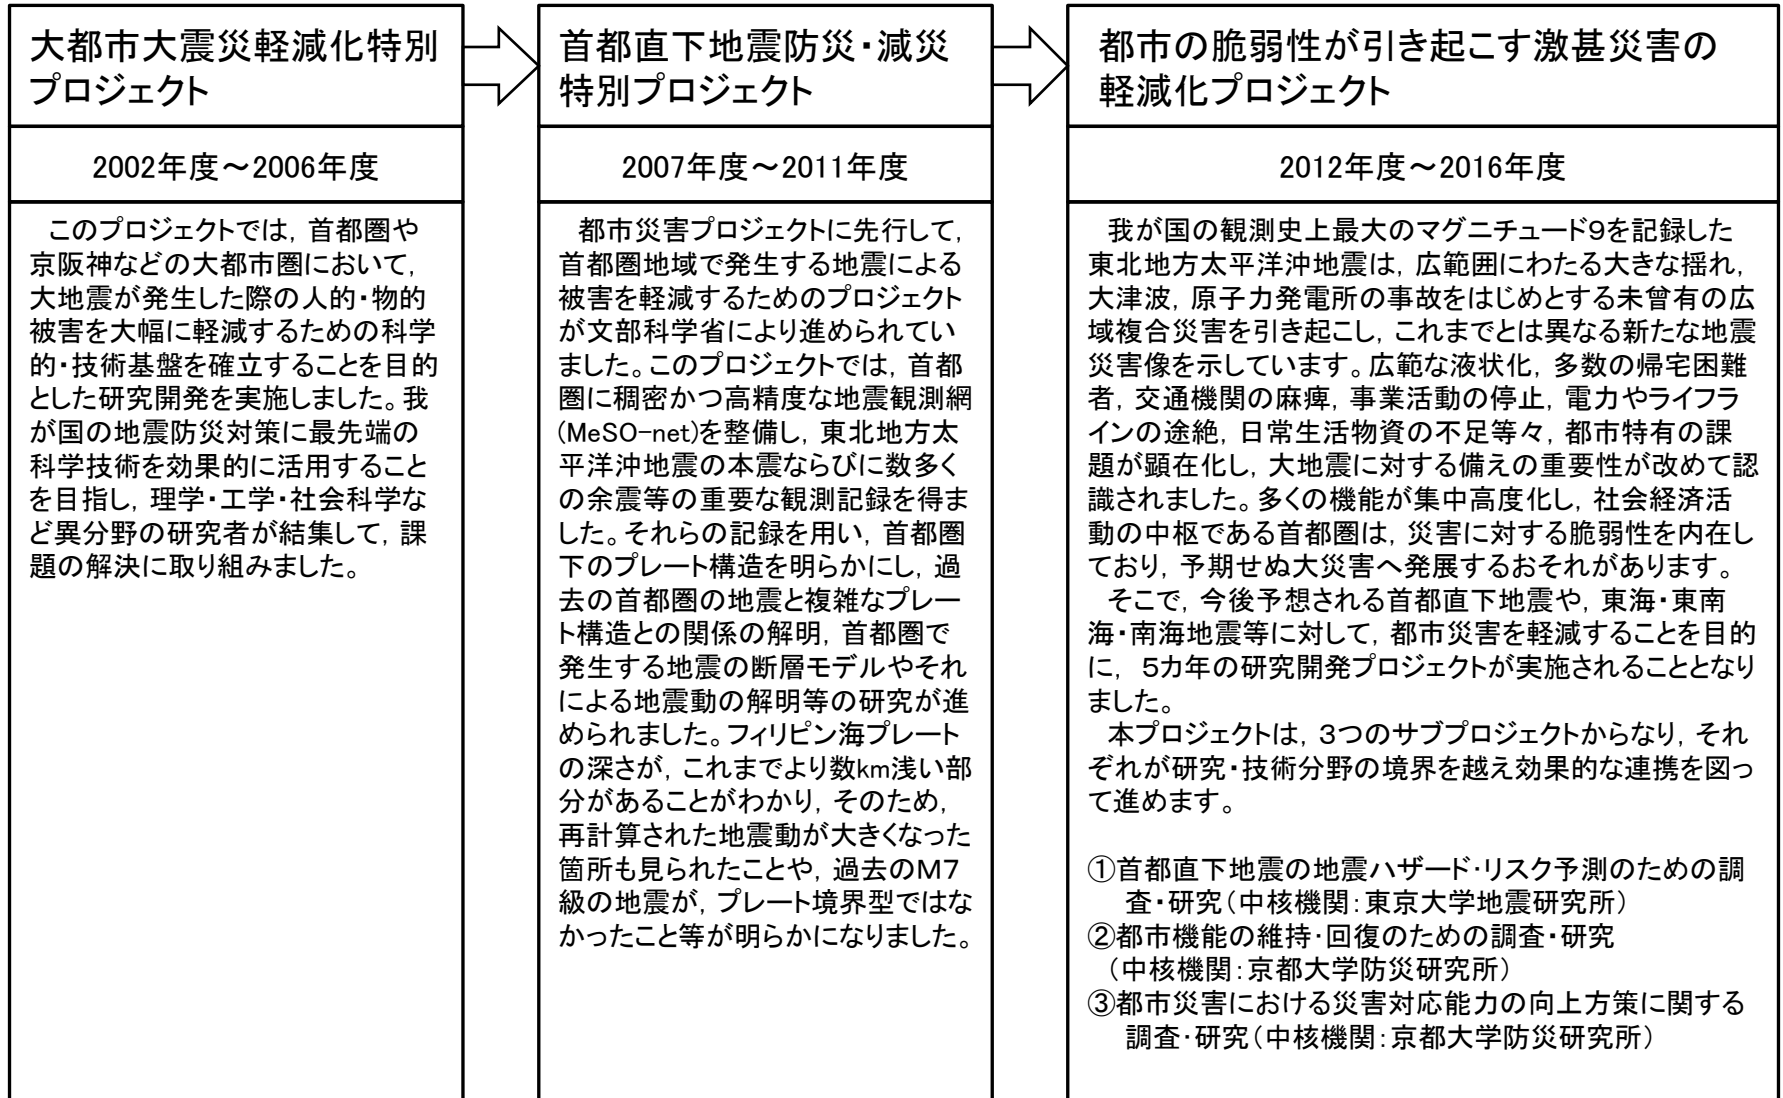 大都市大震災軽減化特別
プロジェクト
2002年度～2006年度
このプロジェクトでは, 首都圏や
京阪神などの大都市圏において,
大地震が発生した際の人的・物的
被害を大幅に軽減するための科学
的・技術基盤を確立することを目的
とした研究開発を実施しました。我
が国の地震防災対策に最先端の
科学技術を効果的に活用すること
を目指し, 理学・工学・社会科学な
ど異分野の研究者が結集して, 課
題の解決に取り組みました。
首都直下地震防災・減災
特別プロジェクト
2007年度～2011年度
都市災害プロジェクトに先行して,
首都圏地域で発生する地震による
被害を軽減するためのプロジェクト
が文部科学省により進められてい
ました。このプロジェクトでは, 首都
圏に稠密かつ高精度な地震観測網
(MeSO-net)を整備し, 東北地方太
平洋沖地震の本震ならびに数多く
の余震等の重要な観測記録を得ま
した。それらの記録を用い, 首都圏
下のプレート構造を明らかにし, 過
去の首都圏の地震と複雑なプレー
ト構造との関係の解明, 首都圏で
発生する地震の断層モデルやそれ
による地震動の解明等の研究が進
められました。フィリピン海プレート
の深さが, これまでより数km浅い部
分があることがわかり, そのため,
再計算された地震動が大きくなった
箇所も見られたことや, 過去のM7
級の地震が, プレート境界型ではな
かったこと等が明らかになりました。
都市の脆弱性が引き起こす激甚災害の
軽減化プロジェクト
2012年度～2016年度
我が国の観測史上最大のマグニチュード9を記録した
東北地方太平洋沖地震は, 広範囲にわたる大きな揺れ,
大津波, 原子力発電所の事故をはじめとする未曾有の広
域複合災害を引き起こし, これまでとは異なる新たな地震
災害像を示しています。広範な液状化, 多数の帰宅困難
者, 交通機関の麻痺, 事業活動の停止, 電力やライフラ
インの途絶, 日常生活物資の不足等々, 都市特有の課
題が顕在化し, 大地震に対する備えの重要性が改めて認
識されました。多くの機能が集中高度化し, 社会経済活
動の中枢である首都圏は, 災害に対する脆弱性を内在し
ており, 予期せぬ大災害へ発展するおそれがあります。
そこで, 今後予想される首都直下地震や, 東海・東南
海・南海地震等に対して, 都市災害を軽減することを目的
に, 5カ年の研究開発プロジェクトが実施されることとなり
ました。
本プロジェクトは, 3つのサブプロジェクトからなり, それ
ぞれが研究・技術分野の境界を越え効果的な連携を図っ
て進めます。
①首都直下地震の地震ハザード・リスク予測のための調
査・研究（中核機関：東京大学地震研究所）
②都市機能の維持・回復のための調査・研究
（中核機関：京都大学防災研究所）
③都市災害における災害対応能力の向上方策に関する
調査・研究（中核機関：京都大学防災研究所）